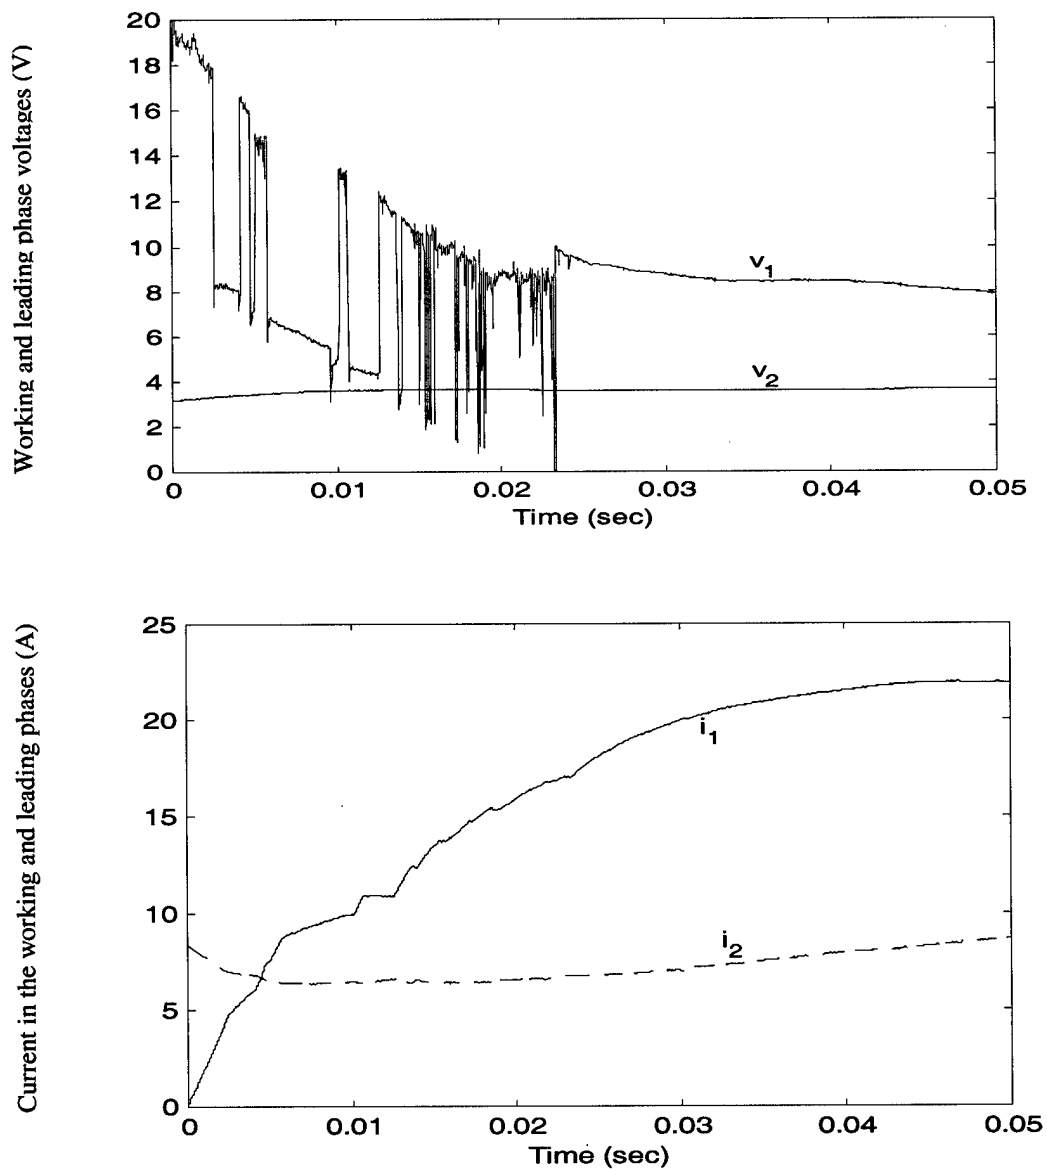 Working and leading phase voltages (V)
20
18
16
14
12
10
8
6
4
2
0
v1
v2
0 0.01 0.02 0.03 0.04 0.05
Time (sec)
Current in the working and leading phases (A)
25
20
15
10
5
0
i1
i2
0 0.01 0.02 0.03 0.04 0.05
Time (sec)